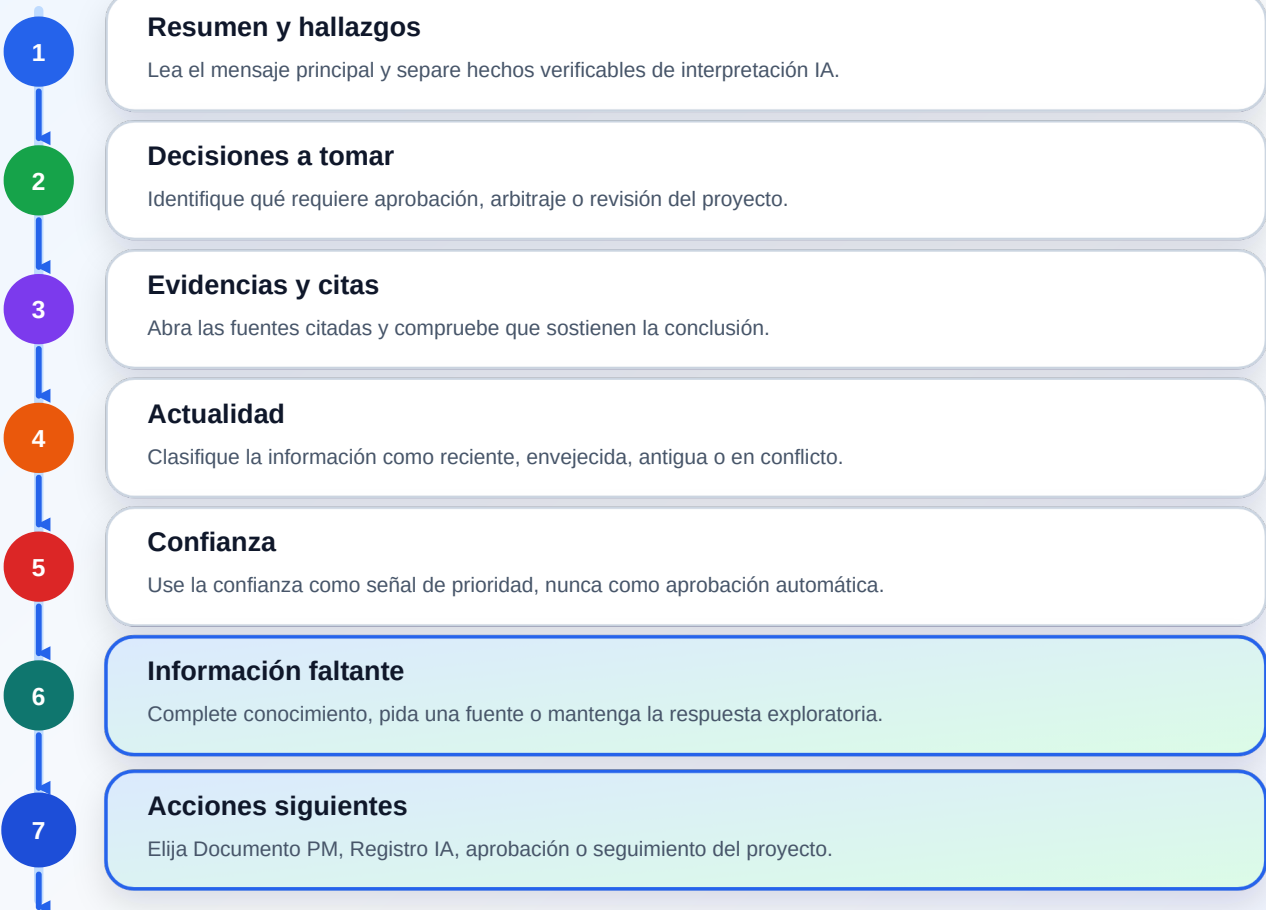 1
Resumen y hallazgos
Lea el mensaje principal y separe hechos verificables de interpretación IA.
2
Decisiones a tomar
Identifique qué requiere aprobación, arbitraje o revisión del proyecto.
3
Evidencias y citas
Abra las fuentes citadas y compruebe que sostienen la conclusión.
4
Actualidad
Clasifique la información como reciente, envejecida, antigua o en conflicto.
5
Confianza
Use la confianza como señal de prioridad, nunca como aprobación automática.
6
Información faltante
Complete conocimiento, pida una fuente o mantenga la respuesta exploratoria.
7
Acciones siguientes
Elija Documento PM, Registro IA, aprobación o seguimiento del proyecto.